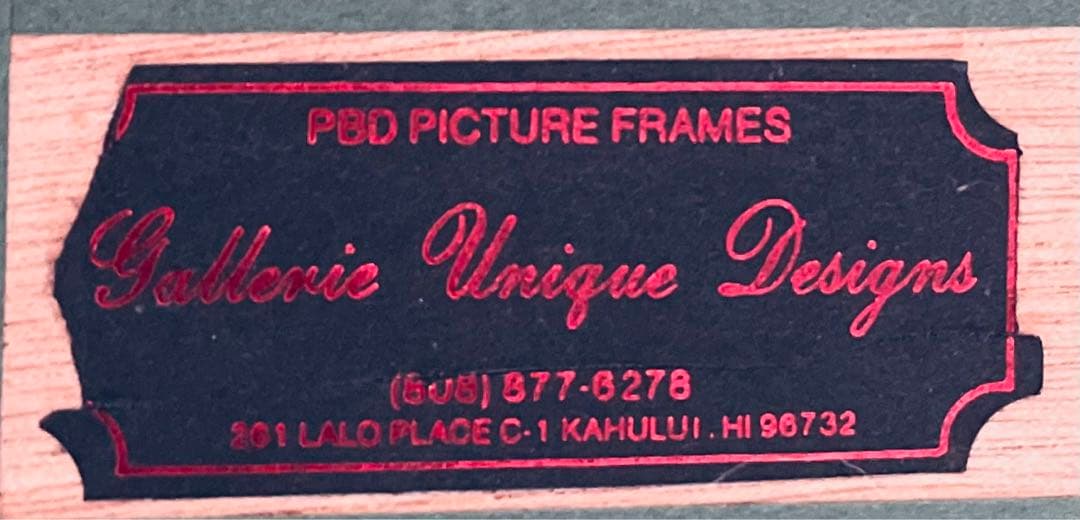 PBD PICTURE FRAMES
Gallerie Unique Designs
(808) 877-6278
261 LALO PLACE C-1 KAHULUI, HI 96732